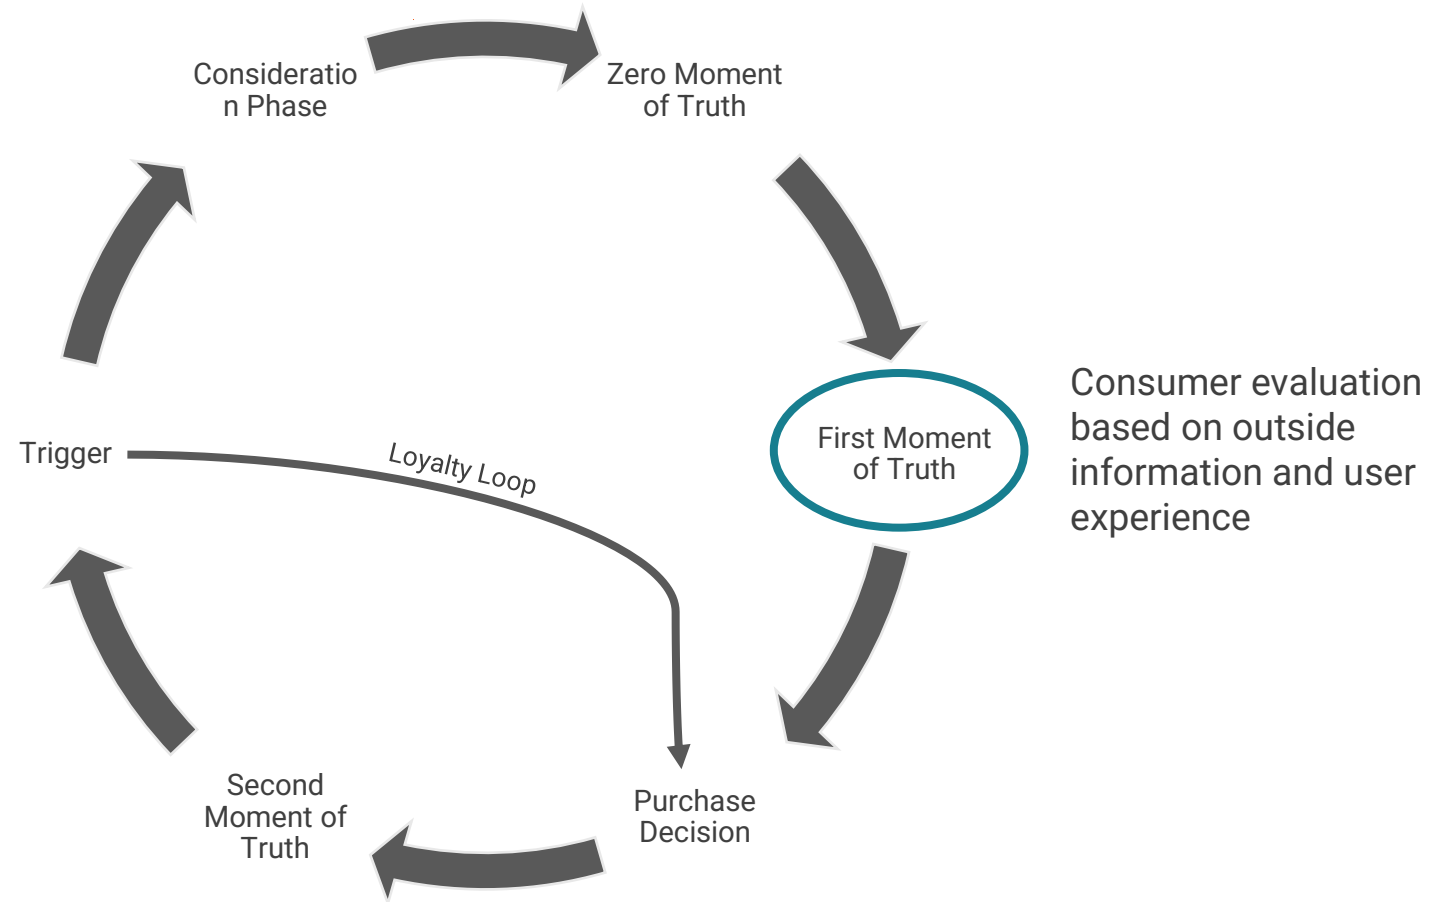 Consideratio
n Phase
Zero Moment
of Truth
First Moment
of Truth
Consumer evaluation
based on outside
information and user
experience
Trigger
Loyalty Loop
Second
Moment of
Truth
Purchase
Decision